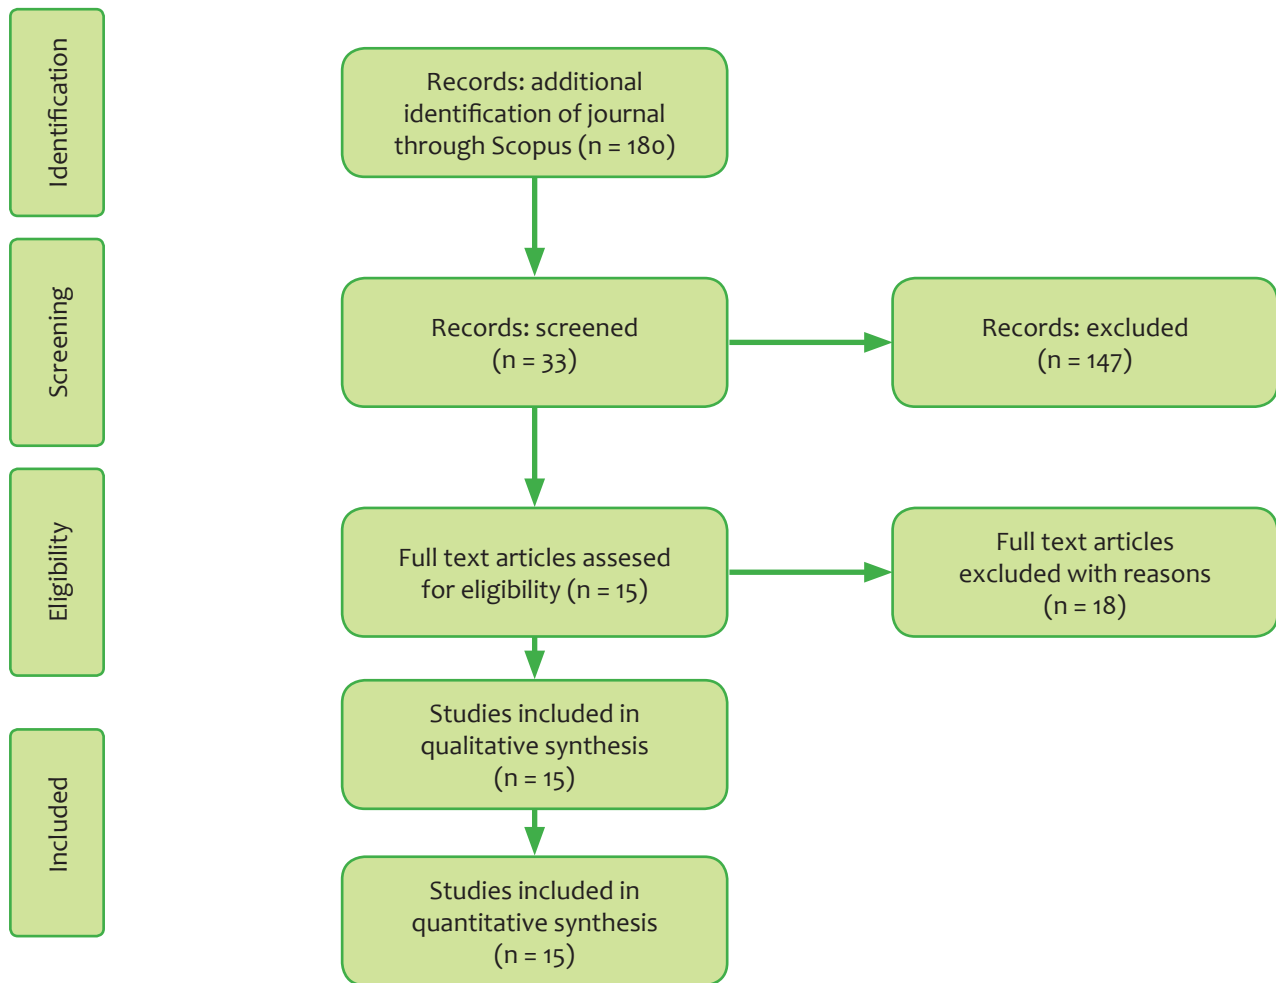 Identification
Records: additional
identification of journal
through Scopus (n = 180)
Screening
Records: screened
(n = 33)
Records: excluded
(n = 147)
Eligibility
Full text articles assesed
for eligibility (n = 15)
Full text articles
excluded with reasons
(n = 18)
Included
Studies included in
qualitative synthesis
(n = 15)
Studies included in
quantitative synthesis
(n = 15)